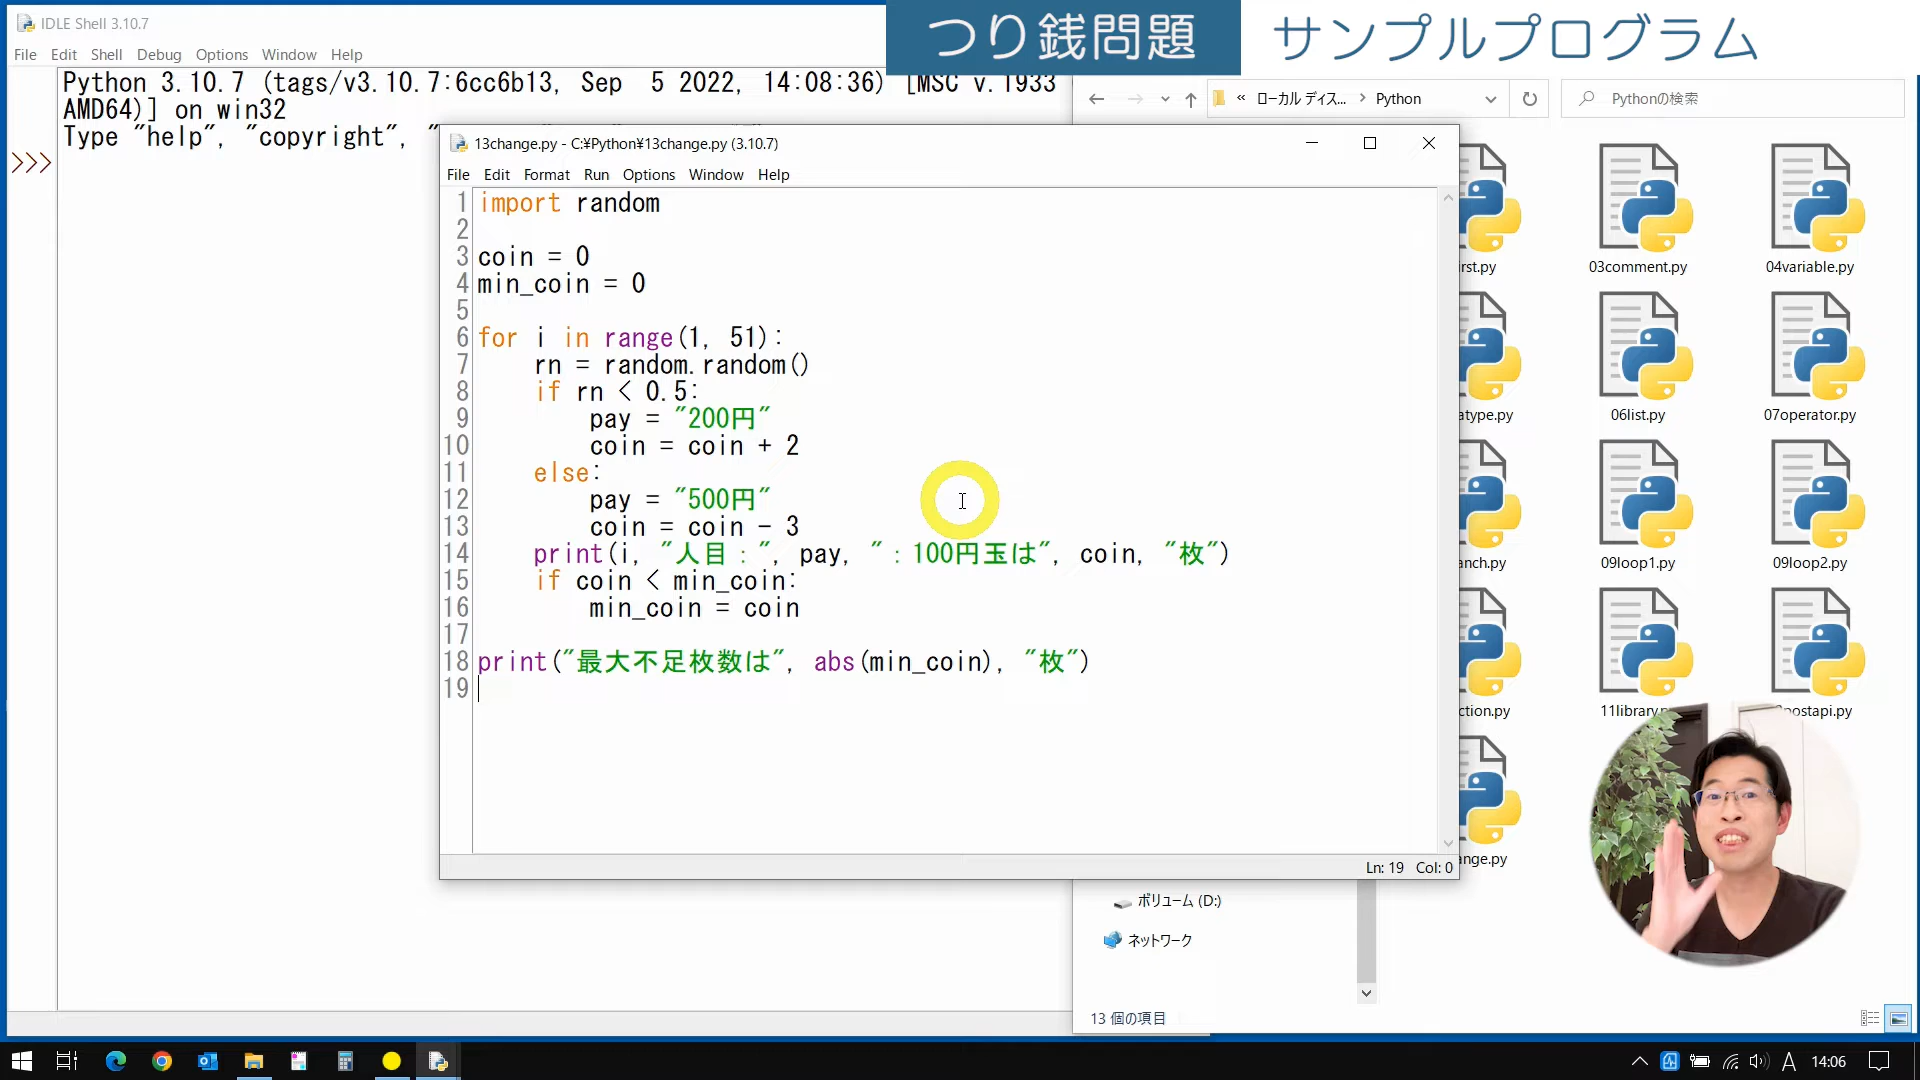 IDLE Shell 3.10.7
File Edit Shell Debug Options Window Help
Python 3.10.7 (tags/v3.10.7:6cc6b13, Sep 5 2022, 14:08:36) [MSC v.1933
AMD64)] on win32
Type "help", "copyright", "
>>>
つり銭問題 サンプルプログラム
« ローカル ディス... > Python
Pythonの検索
13change.py - C:¥Python¥13change.py (3.10.7)
File Edit Format Run Options Window Help
1 import random
2
3 coin = 0
4 min_coin = 0
5
6 for i in range(1, 51):
7 rn = random.random()
8 if rn < 0.5:
9 pay = "200円"
10 coin = coin + 2
11 else:
12 pay = "500円"
13 coin = coin - 3
14 print(i, "人目：", pay, "：100円玉は", coin, "枚")
15 if coin < min_coin:
16 min_coin = coin
17
18 print("最大不足枚数は", abs(min_coin), "枚")
19
Ln: 19 Col: 0
irst.py 03comment.py 04variable.py
atype.py 06list.py 07operator.py
anch.py 09loop1.py 09loop2.py
ction.py 11library.p postapi.py
ange.py
ボリューム (D:)
ネットワーク
13 個の項目
A 14:06